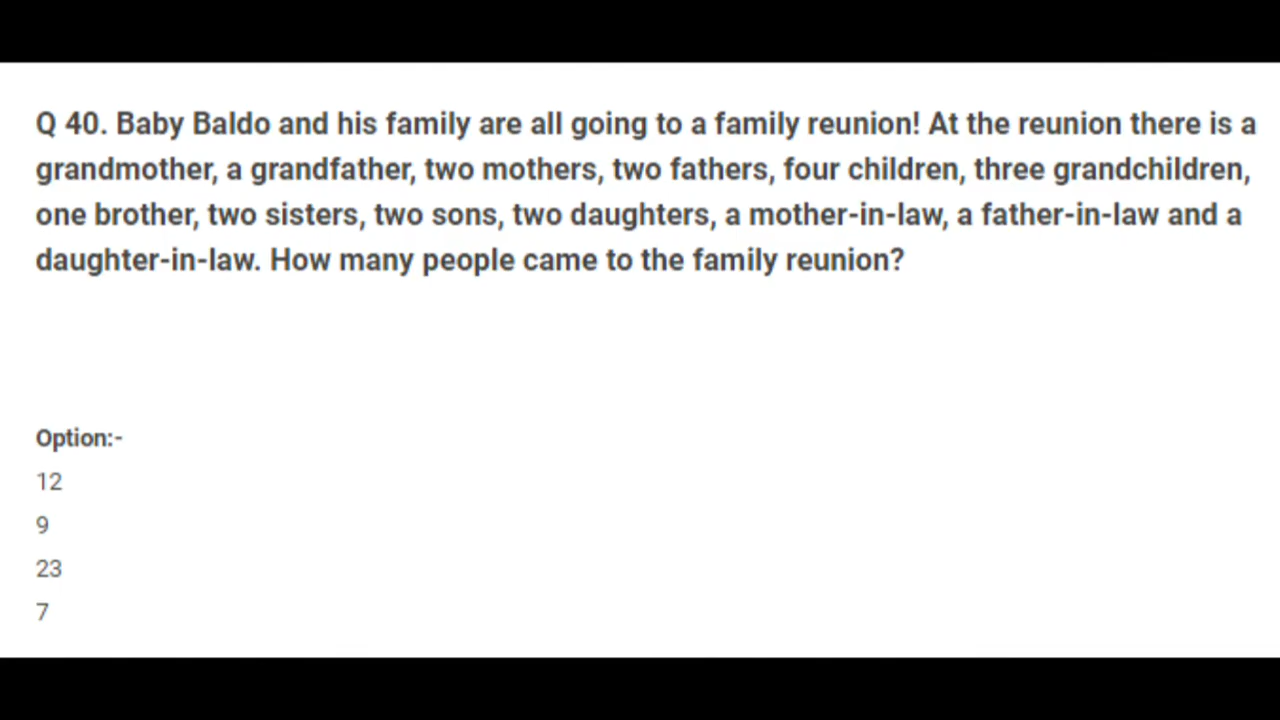 Q 40. Baby Baldo and his family are all going to a family reunion! At the reunion there is a
grandmother, a grandfather, two mothers, two fathers, four children, three grandchildren,
one brother, two sisters, two sons, two daughters, a mother-in-law, a father-in-law and a
daughter-in-law. How many people came to the family reunion?
Option:-
12
9
23
7